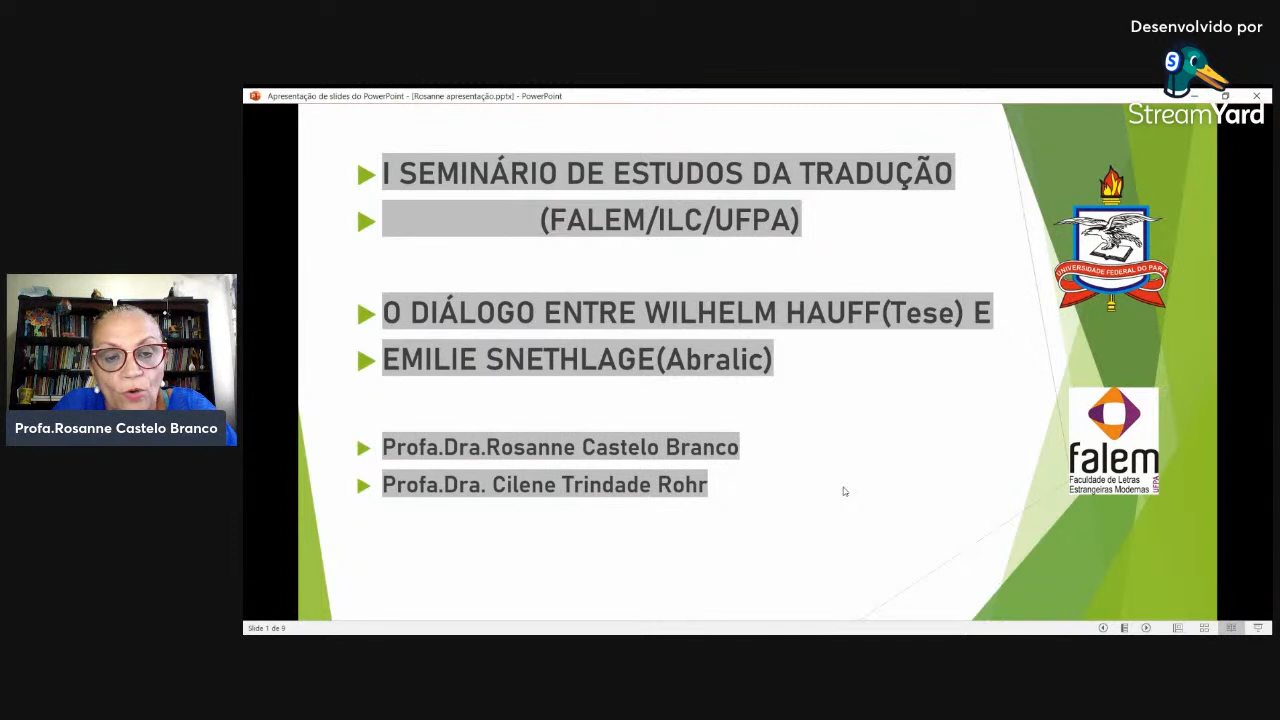 Desenvolvido por
S
StreamYard
Apresentação de slides do PowerPoint - [Rosanne apresentação.pptx] - PowerPoint
I SEMINÁRIO DE ESTUDOS DA TRADUÇÃO
(FALEM/ILC/UFPA)
O DIÁLOGO ENTRE WILHELM HAUFF(Tese) E
EMILIE SNETHLAGE(Abralic)
Profa.Dra.Rosanne Castelo Branco
Profa.Dra. Cilene Trindade Rohr
UNIVERSIDADE FEDERAL DO PARÁ
falem
Faculdade de Letras
Estrangeiras Modernas
UFPA
Profa.Rosanne Castelo Branco
Slide 1 de 9